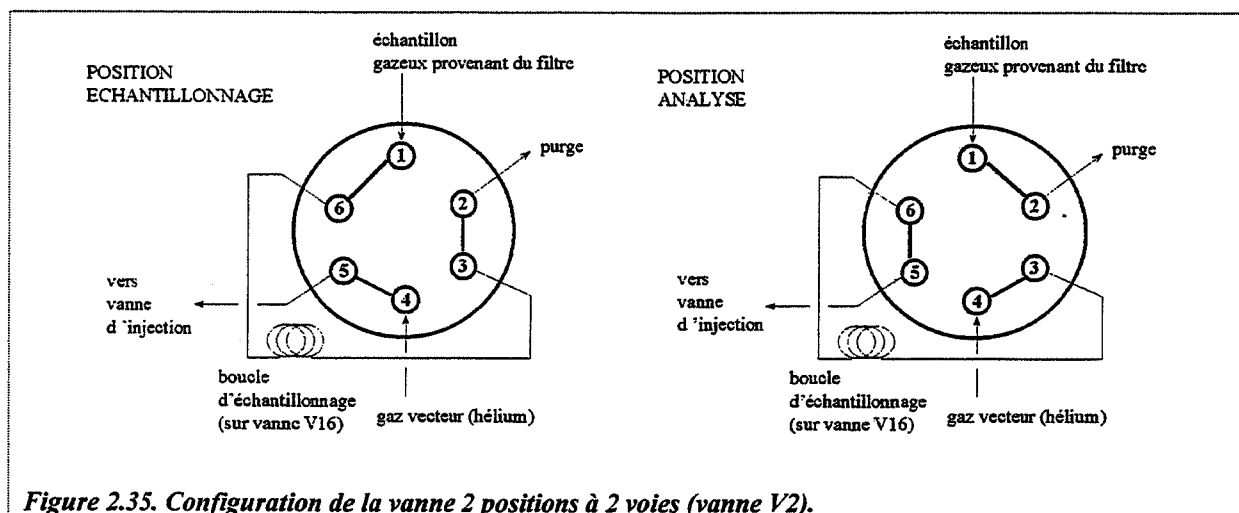 POSITION
ECHANTILLONNAGE
échantillon
gazeux provenant du filtre
1
2
purge
6
3
5
4
vers
vanne
d 'injection
boucle
d'échantillonnage
(sur vanne V16)
gaz vecteur (hélium)
POSITION
ANALYSE
échantillon
gazeux provenant du filtre
1
2
purge
6
3
5
4
vers
vanne
d 'injection
boucle
d'échantillonnage
(sur vanne V16)
gaz vecteur (hélium)
Figure 2.35. Configuration de la vanne 2 positions à 2 voies (vanne V2).